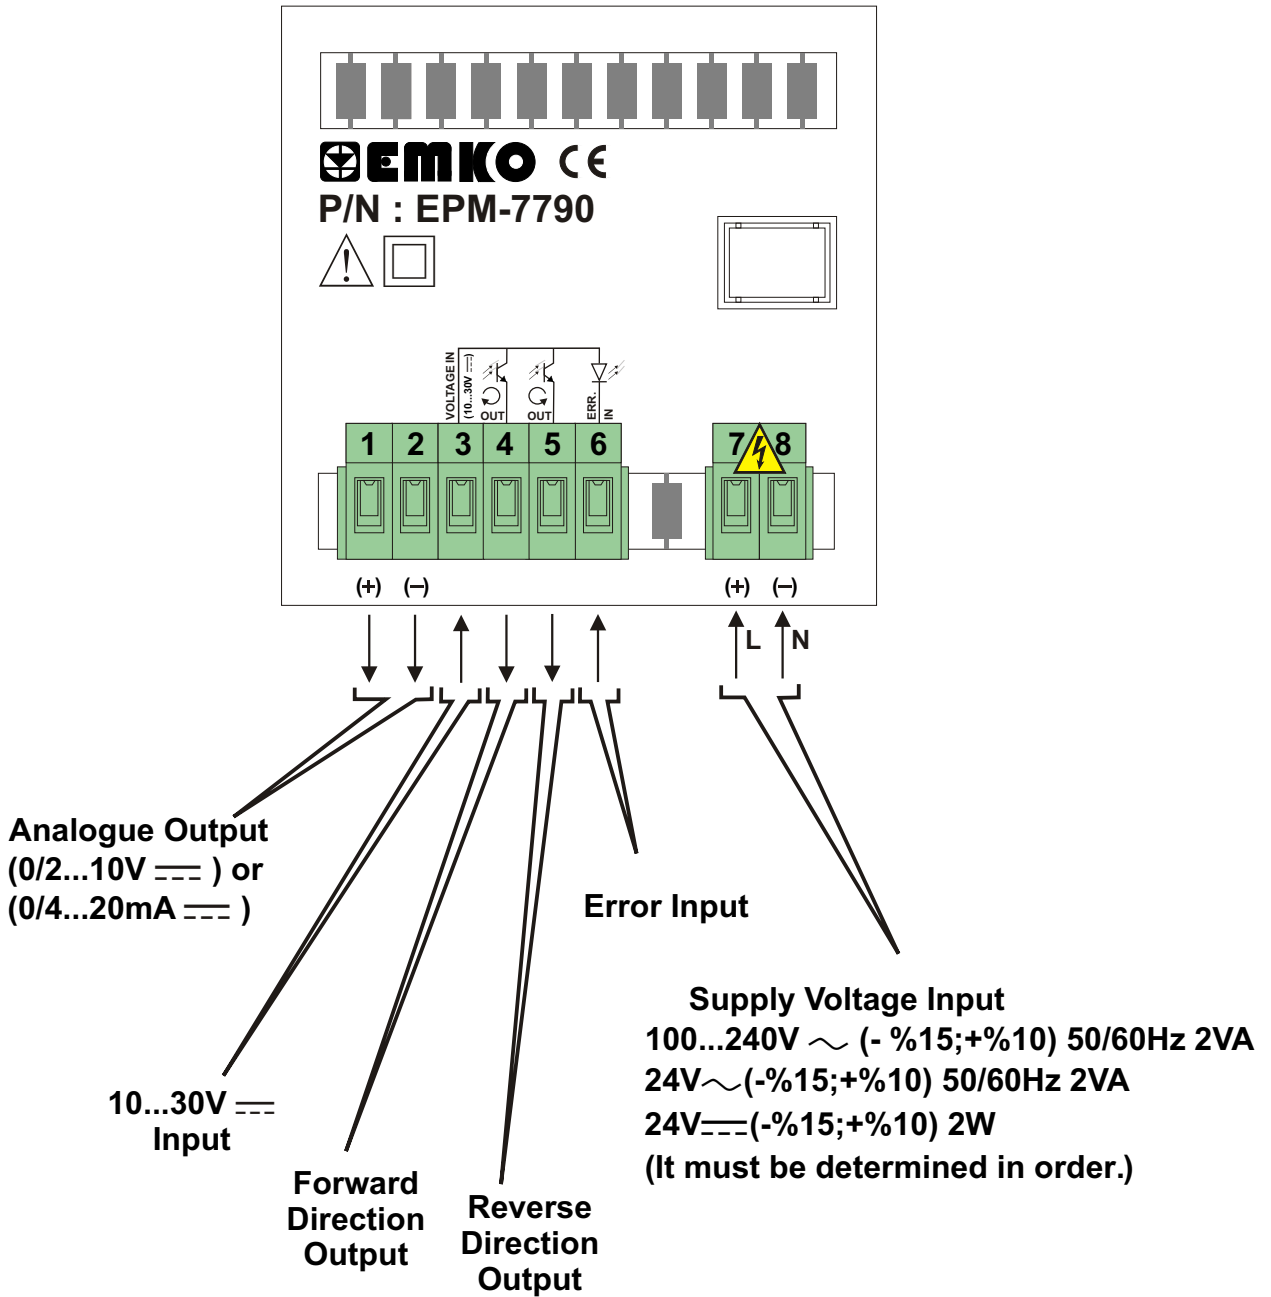 EMKO CE
P/N : EPM-7790
VOLTAGE IN
(10...30V ⎓)
OUT
OUT
ERR.
IN
1 2 3 4 5 6 7 8
(+) (–) (+) (–)
L N
Analogue Output
(0/2...10V ⎓ ) or
(0/4...20mA ⎓ )
Error Input
Supply Voltage Input
100...240V ~ (- %15;+%10) 50/60Hz 2VA
24V~(-%15;+%10) 50/60Hz 2VA
24V⎓(-%15;+%10) 2W
(It must be determined in order.)
10...30V ⎓
Input
Forward
Direction
Output
Reverse
Direction
Output